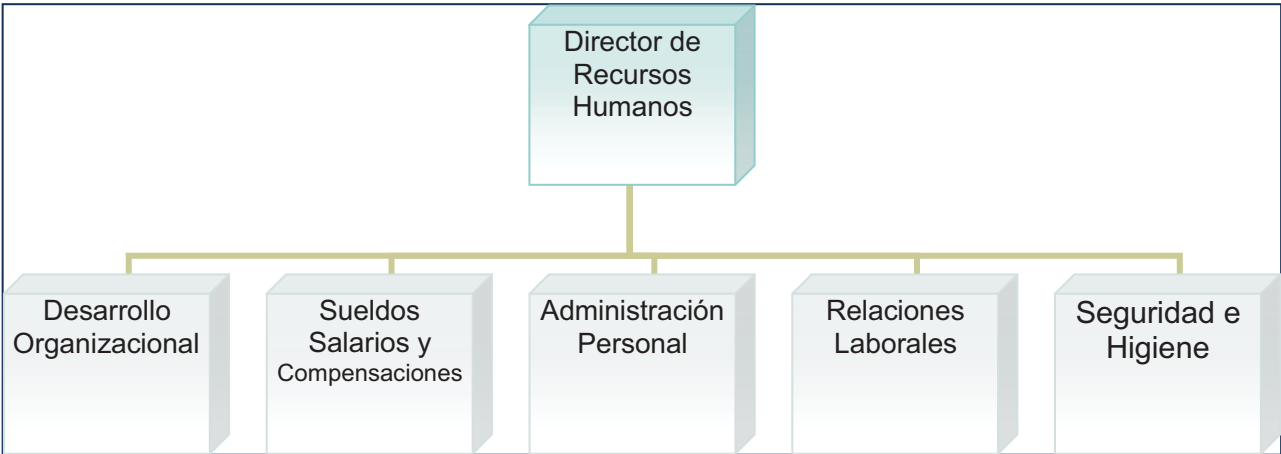 Director de
Recursos
Humanos
Desarrollo
Organizacional
Sueldos
Salarios y
Compensaciones
Administración
Personal
Relaciones
Laborales
Seguridad e
Higiene